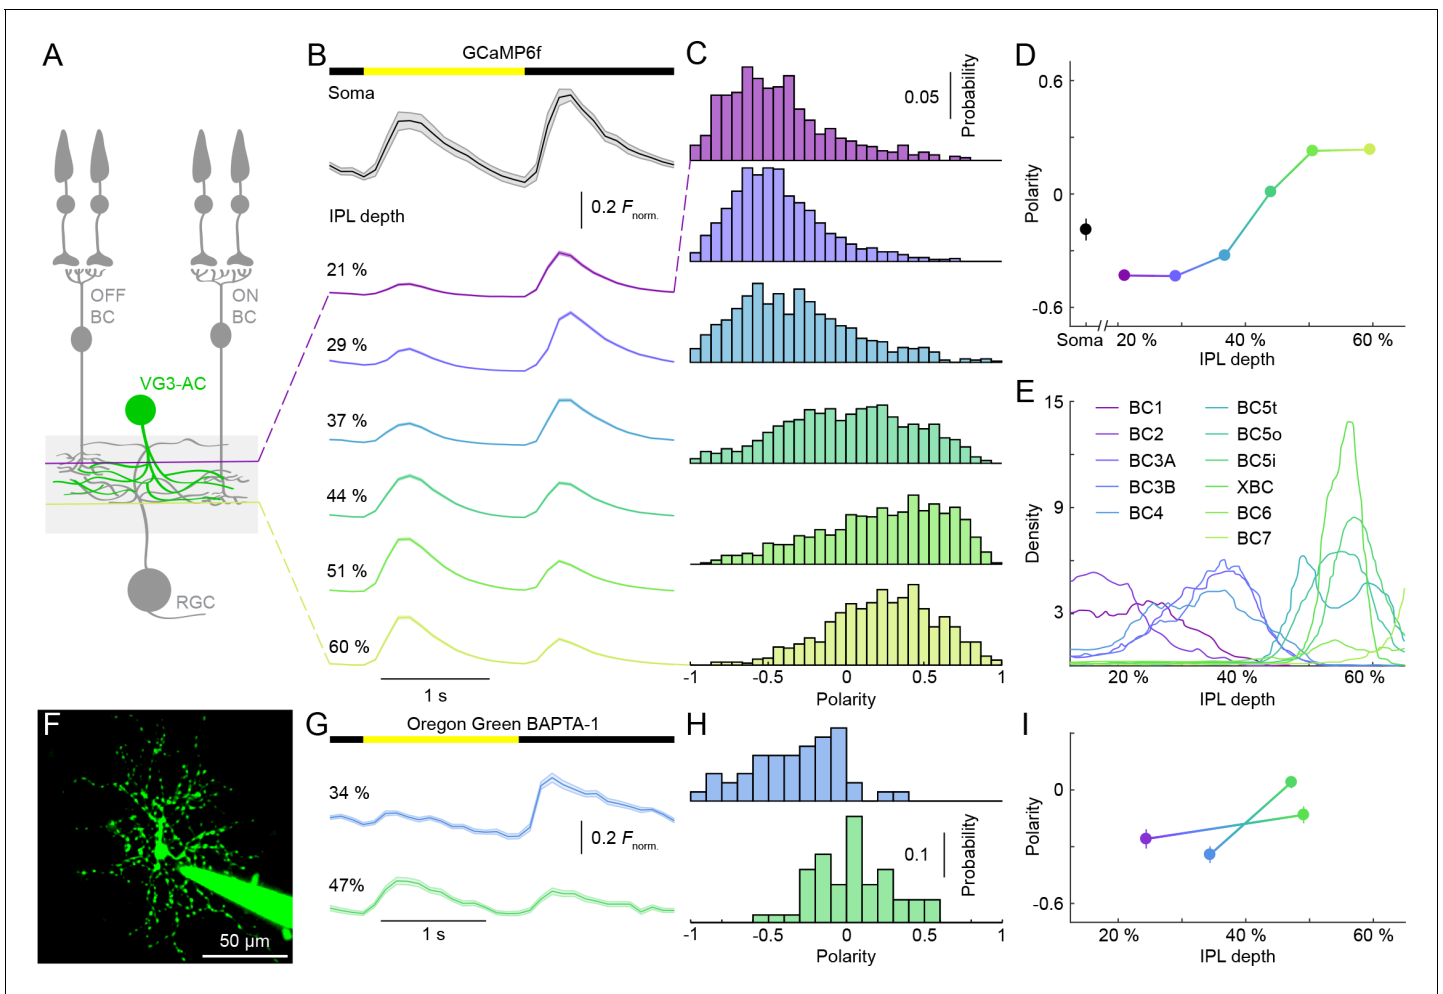 A
OFF
BC
ON
BC
VG3-AC
RGC
B
GCaMP6f
Soma
0.2 Fnorm.
IPL depth
21 %
29 %
37 %
44 %
51 %
60 %
1 s
C
0.05
Probability
-1
-0.5
0
0.5
1
Polarity
D
0.6
0
-0.6
Polarity
Soma
20 %
40 %
60 %
IPL depth
E
15
9
3
Density
BC1
BC2
BC3A
BC3B
BC4
BC5t
BC5o
BC5i
XBC
BC6
BC7
20 %
40 %
60 %
IPL depth
F
50 µm
G
Oregon Green BAPTA-1
34 %
0.2 Fnorm.
47%
1 s
H
0.1
Probability
-1
-0.5
0
0.5
1
Polarity
I
0
-0.6
Polarity
20 %
40 %
60 %
IPL depth